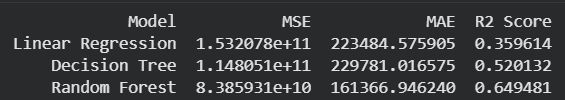 Model MSE MAE R2 Score
Linear Regression 1.532078e+11 223484.575905 0.359614
Decision Tree 1.148051e+11 229781.016575 0.520132
Random Forest 8.385931e+10 161366.946240 0.649481